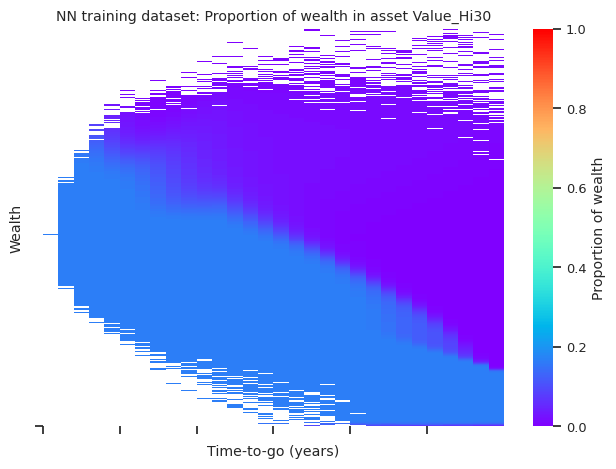 NN training dataset: Proportion of wealth in asset Value_Hi30
Wealth
Time-to-go (years)
1.0
0.8
0.6
0.4
0.2
0.0
Proportion of wealth